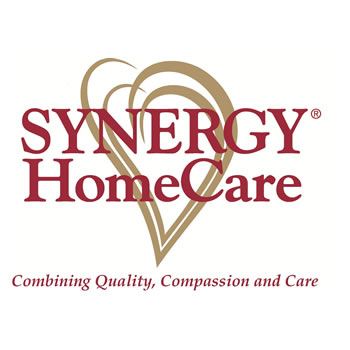 SYNERGY®
HomeCare
Combining Quality, Compassion and Care